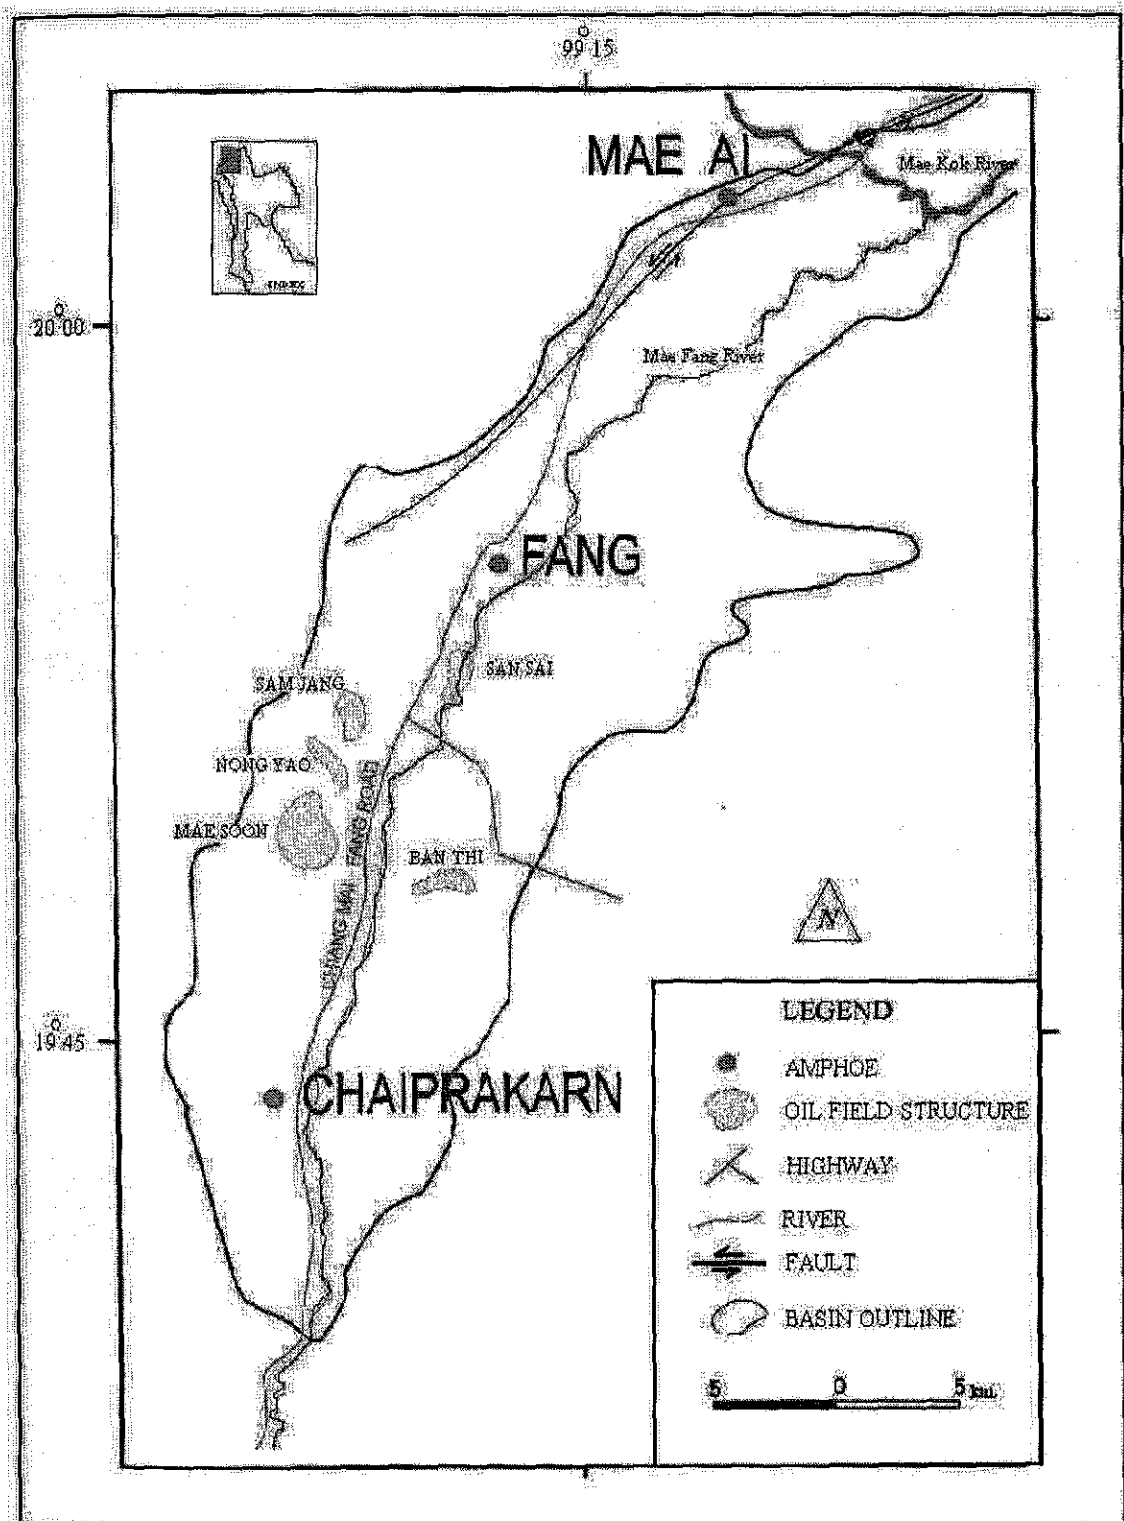 99 15
MAE AI
Mae Kok River
INDEX
20 00
Mae Fang River
FANG
SAN SAI
SAMJANG
NONG YAO
MAE SOON
BAN THI
CHIANG MAI FANG ROAD
N
19 45
CHAIPRAKARN
LEGEND
AMPHOE
OIL FIELD STRUCTURE
HIGHWAY
RIVER
FAULT
BASIN OUTLINE
5 0 5 km.